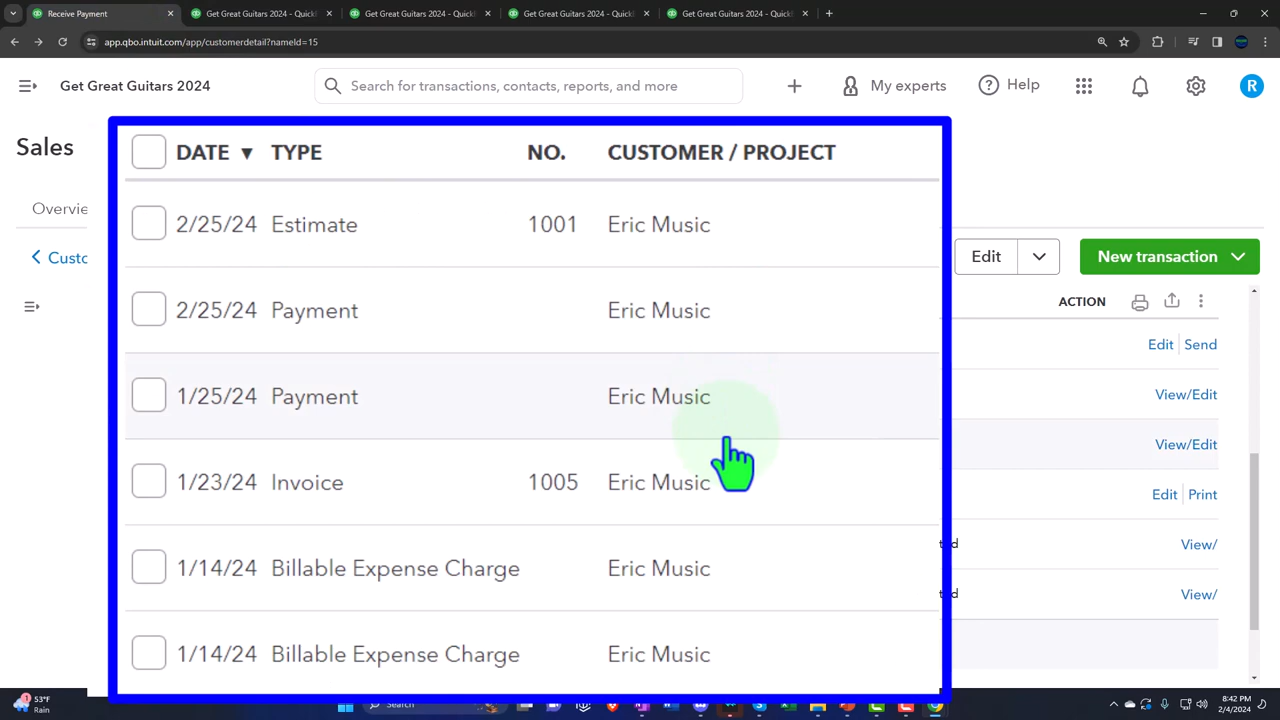 Receive Payment
Get Great Guitars 2024 - QuickB
Get Great Guitars 2024 - Quick
Get Great Guitars 2024 - QuickB
Get Great Guitars 2024 - QuickB
app.qbo.intuit.com/app/customerdetail?nameId=15
Get Great Guitars 2024
Search for transactions, contacts, reports, and more
My experts
Help
R
Sales
Overvie
Custo
Edit
New transaction
DATE TYPE NO. CUSTOMER / PROJECT
ACTION
2/25/24 Estimate 1001 Eric Music
Edit Send
2/25/24 Payment Eric Music
View/Edit
1/25/24 Payment Eric Music
View/Edit
1/23/24 Invoice 1005 Eric Music
Edit Print
1/14/24 Billable Expense Charge Eric Music
View/
1/14/24 Billable Expense Charge Eric Music
View/
53°F
Rain
Search
8:42 PM
2/4/2024